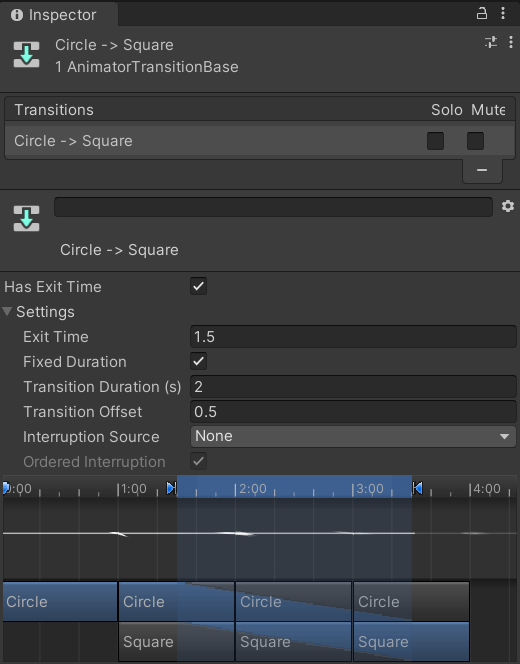 Inspector
Circle -> Square
1 AnimatorTransitionBase
Transitions Solo Mute
Circle -> Square
Circle -> Square
Has Exit Time
Settings
Exit Time 1.5
Fixed Duration
Transition Duration (s) 2
Transition Offset 0.5
Interruption Source None
Ordered Interruption
0:00 1:00 2:00 3:00 4:00
Circle Circle Circle Circle
Square Square Square